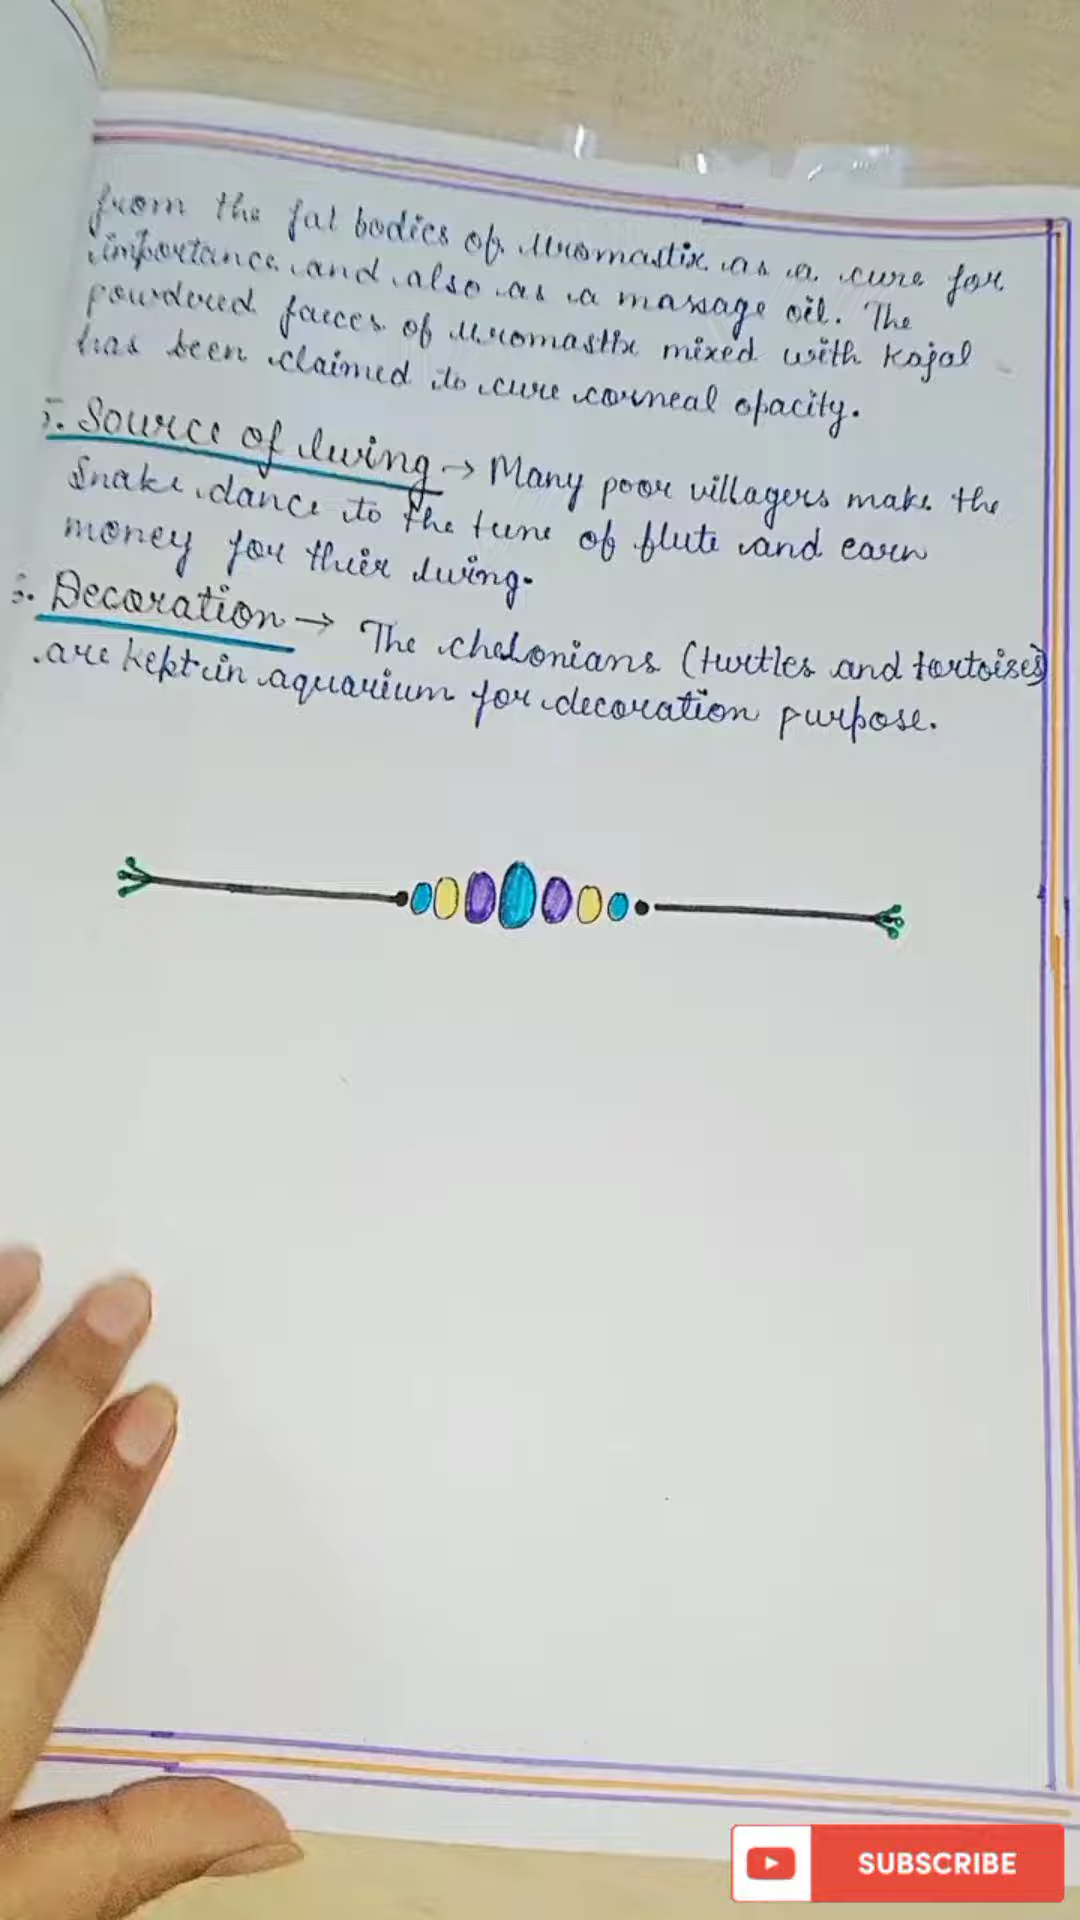 from the fat bodies of Uromastix as a cure for
importance and also as a massage oil. The
powdered faeces of Uromastix mixed with Kajal
has been claimed to cure corneal opacity.
5. Source of living → Many poor villagers make the
Snake dance to the tune of flute and earn
money for their living.
Decoration → The chelonians (turtles and tortoises)
are kept in aquarium for decoration purpose.
SUBSCRIBE